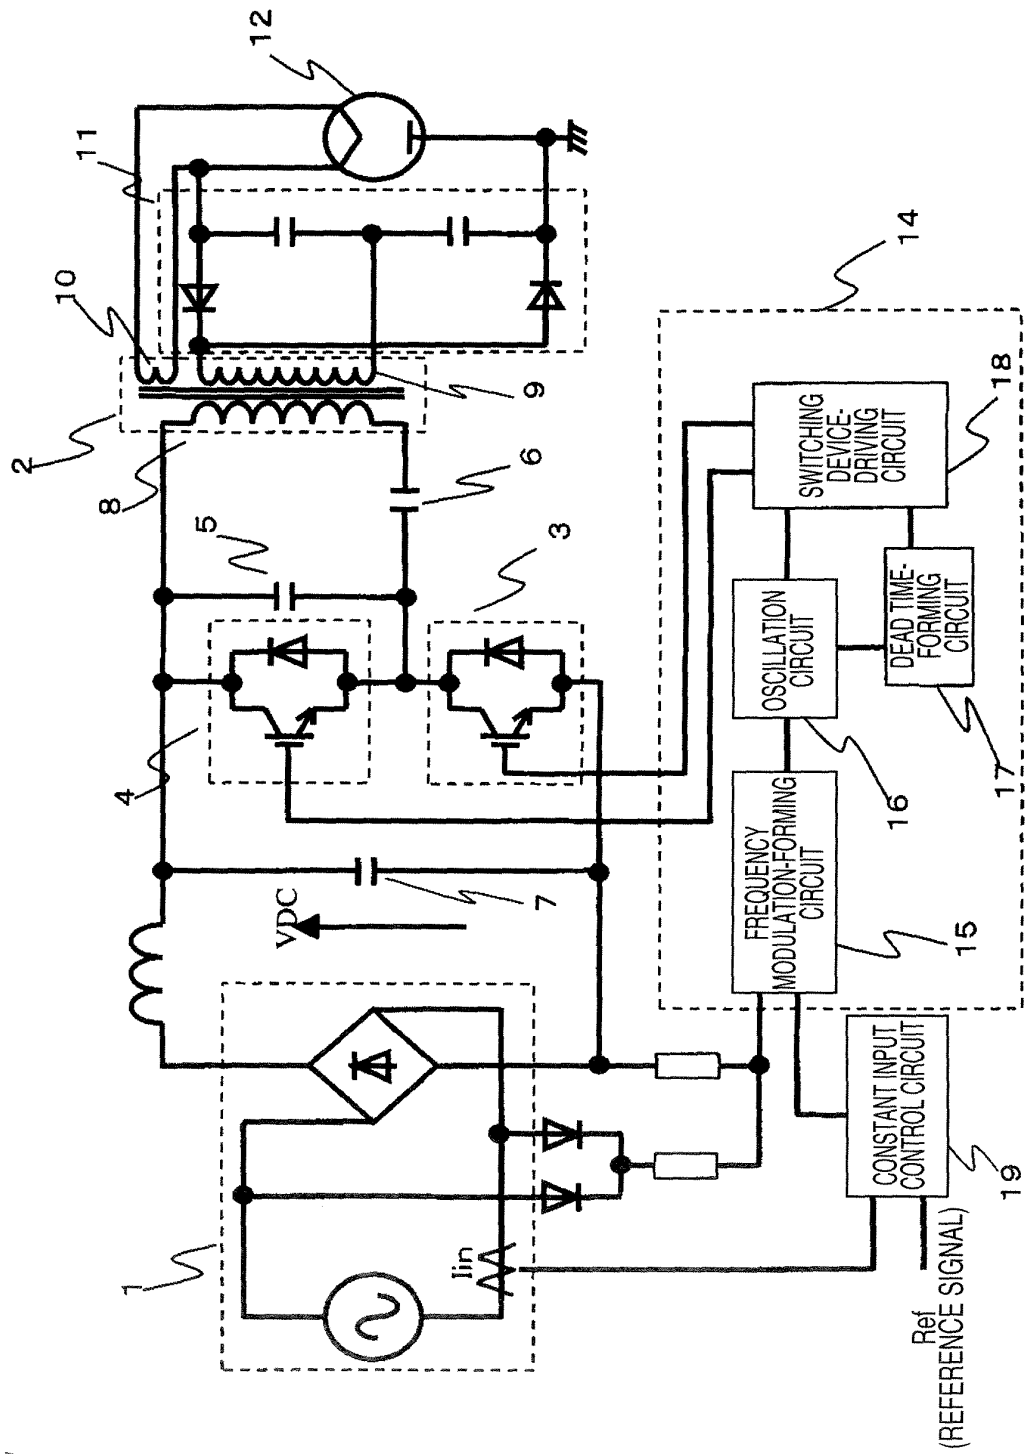 1
2
8
10
11
12
4
5
6
9
3
7
VDC
Iin
14
FREQUENCY
MODULATION-FORMING
CIRCUIT
OSCILLATION
CIRCUIT
SWITCHING
DEVICE-
DRIVING
CIRCUIT
DEAD TIME-
FORMING
CIRCUIT
15
16
17
18
CONSTANT INPUT
CONTROL CIRCUIT
19
Ref
(REFERENCE SIGNAL)